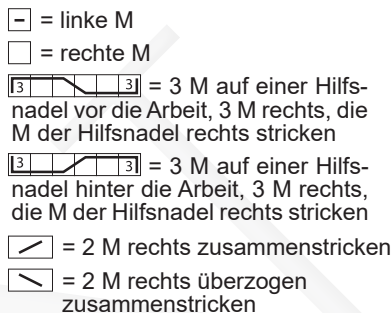 - = linke M
= rechte M
3 3 = 3 M auf einer Hilfs-
nadel vor die Arbeit, 3 M rechts, die
M der Hilfsnadel rechts stricken
3 3 = 3 M auf einer Hilfs-
nadel hinter die Arbeit, 3 M rechts,
die M der Hilfsnadel rechts stricken
= 2 M rechts zusammenstricken
= 2 M rechts überzogen
zusammenstricken